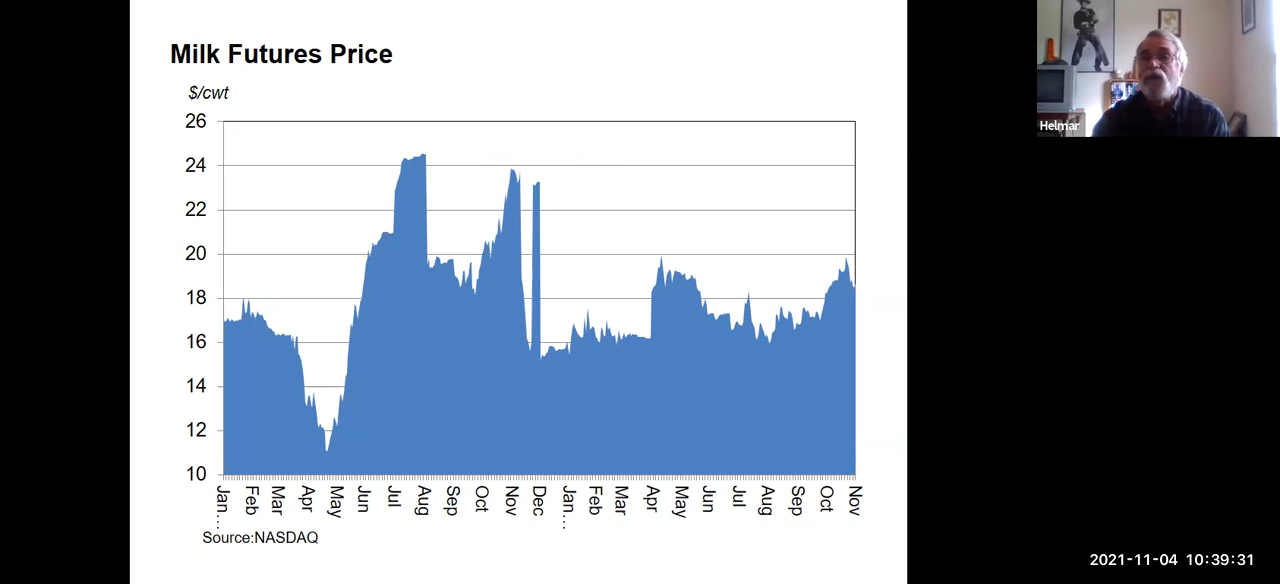 Milk Futures Price
$/cwt
26
24
22
20
18
16
14
12
10
Jan…
Feb
Mar
Apr
May
Jun
Jul
Aug
Sep
Oct
Nov
Dec
Jan…
Feb
Mar
Apr
May
Jun
Jul
Aug
Sep
Oct
Nov
Source:NASDAQ
Helmar
2021-11-04 10:39:31